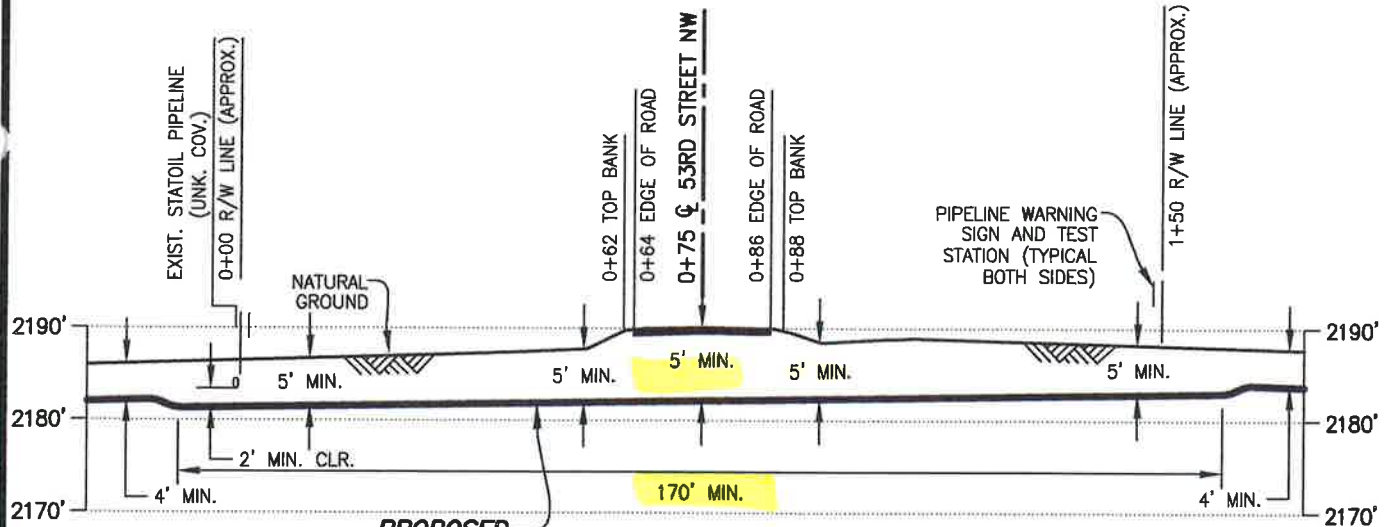 EXIST. STATOIL PIPELINE
(UNK. COV.)
0+00 R/W LINE (APPROX.)
0+62 TOP BANK
0+64 EDGE OF ROAD
0+75 ℄ 53RD STREET NW
0+86 EDGE OF ROAD
0+88 TOP BANK
1+50 R/W LINE (APPROX.)
PIPELINE WARNING
SIGN AND TEST
STATION (TYPICAL
BOTH SIDES)
NATURAL
GROUND
2190'
2190'
5' MIN.
5' MIN.
5' MIN.
5' MIN.
5' MIN.
2180'
2180'
2' MIN. CLR.
4' MIN.
170' MIN.
4' MIN.
2170'
2170'
PROPOSED